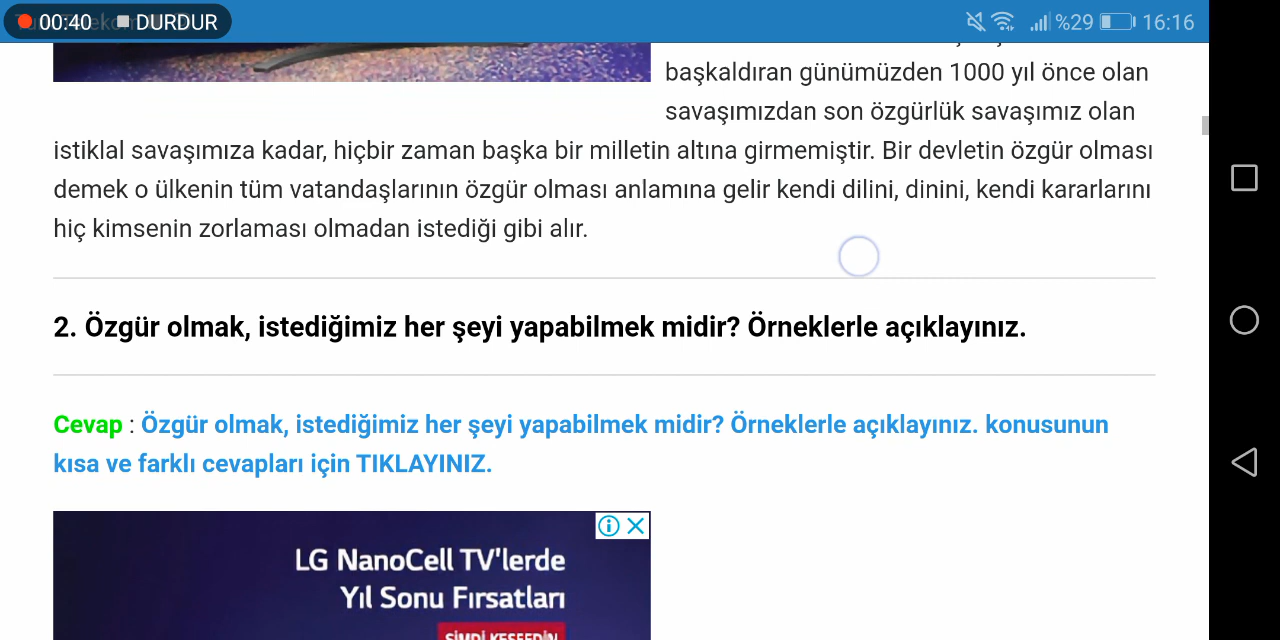 00:40 DURDUR %29 16:16
başkaldıran günümüzden 1000 yıl önce olan
savaşımızdan son özgürlük savaşımız olan
istiklal savaşımıza kadar, hiçbir zaman başka bir milletin altına girmemiştir. Bir devletin özgür olması
demek o ülkenin tüm vatandaşlarının özgür olması anlamına gelir kendi dilini, dinini, kendi kararlarını
hiç kimsenin zorlaması olmadan istediği gibi alır.
2. Özgür olmak, istediğimiz her şeyi yapabilmek midir? Örneklerle açıklayınız.
Cevap : Özgür olmak, istediğimiz her şeyi yapabilmek midir? Örneklerle açıklayınız. konusunun
kısa ve farklı cevapları için TIKLAYINIZ.
LG NanoCell TV'lerde
Yıl Sonu Fırsatları
ŞİMDİ KEŞFEDİN